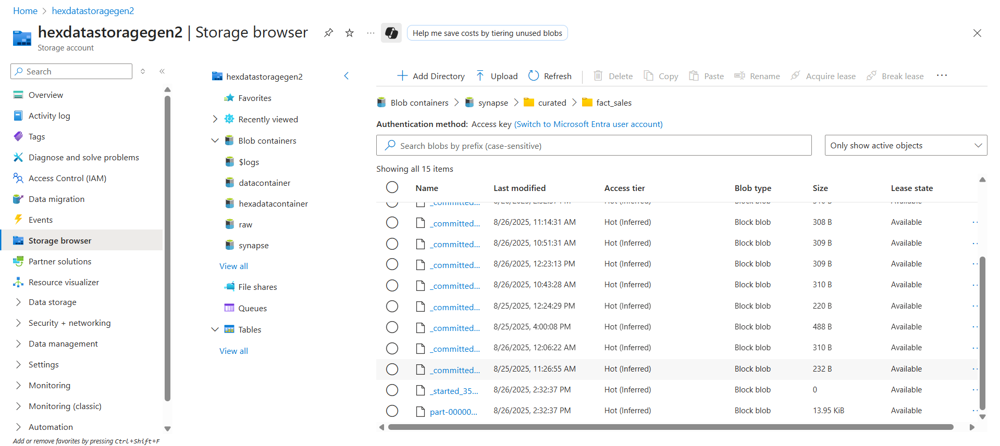 Home > hexdatastoragegen2
hexdatastoragegen2 | Storage browser
Help me save costs by tiering unused blobs
Storage account
Search
Overview
Activity log
Tags
Diagnose and solve problems
Access Control (IAM)
Data migration
Events
Storage browser
Partner solutions
Resource visualizer
Data storage
Security + networking
Data management
Settings
Monitoring
Monitoring (classic)
Automation
Add or remove favorites by pressing Ctrl+Shift+F
hexdatastoragegen2
Favorites
Recently viewed
Blob containers
$logs
datacontainer
hexadatacontainer
raw
synapse
View all
File shares
Queues
Tables
View all
Add Directory Upload Refresh Delete Copy Paste Rename Acquire lease Break lease
Blob containers > synapse > curated > fact_sales
Authentication method: Access key (Switch to Microsoft Entra user account)
Search blobs by prefix (case-sensitive)
Only show active objects
Showing all 15 items
Name Last modified Access tier Blob type Size Lease state
_committed... 8/26/2025, 11:14:31 AM Hot (Inferred) Block blob 308 B Available
_committed... 8/26/2025, 10:51:31 AM Hot (Inferred) Block blob 309 B Available
_committed... 8/26/2025, 12:23:13 PM Hot (Inferred) Block blob 309 B Available
_committed... 8/26/2025, 10:43:28 AM Hot (Inferred) Block blob 310 B Available
_committed... 8/25/2025, 12:24:29 PM Hot (Inferred) Block blob 220 B Available
_committed... 8/25/2025, 4:00:08 PM Hot (Inferred) Block blob 488 B Available
_committed... 8/26/2025, 12:06:22 AM Hot (Inferred) Block blob 310 B Available
_committed... 8/25/2025, 11:26:55 AM Hot (Inferred) Block blob 232 B Available
_started_35... 8/26/2025, 2:32:37 PM Hot (Inferred) Block blob 0 Available
part-00000... 8/26/2025, 2:32:37 PM Hot (Inferred) Block blob 13.95 KiB Available